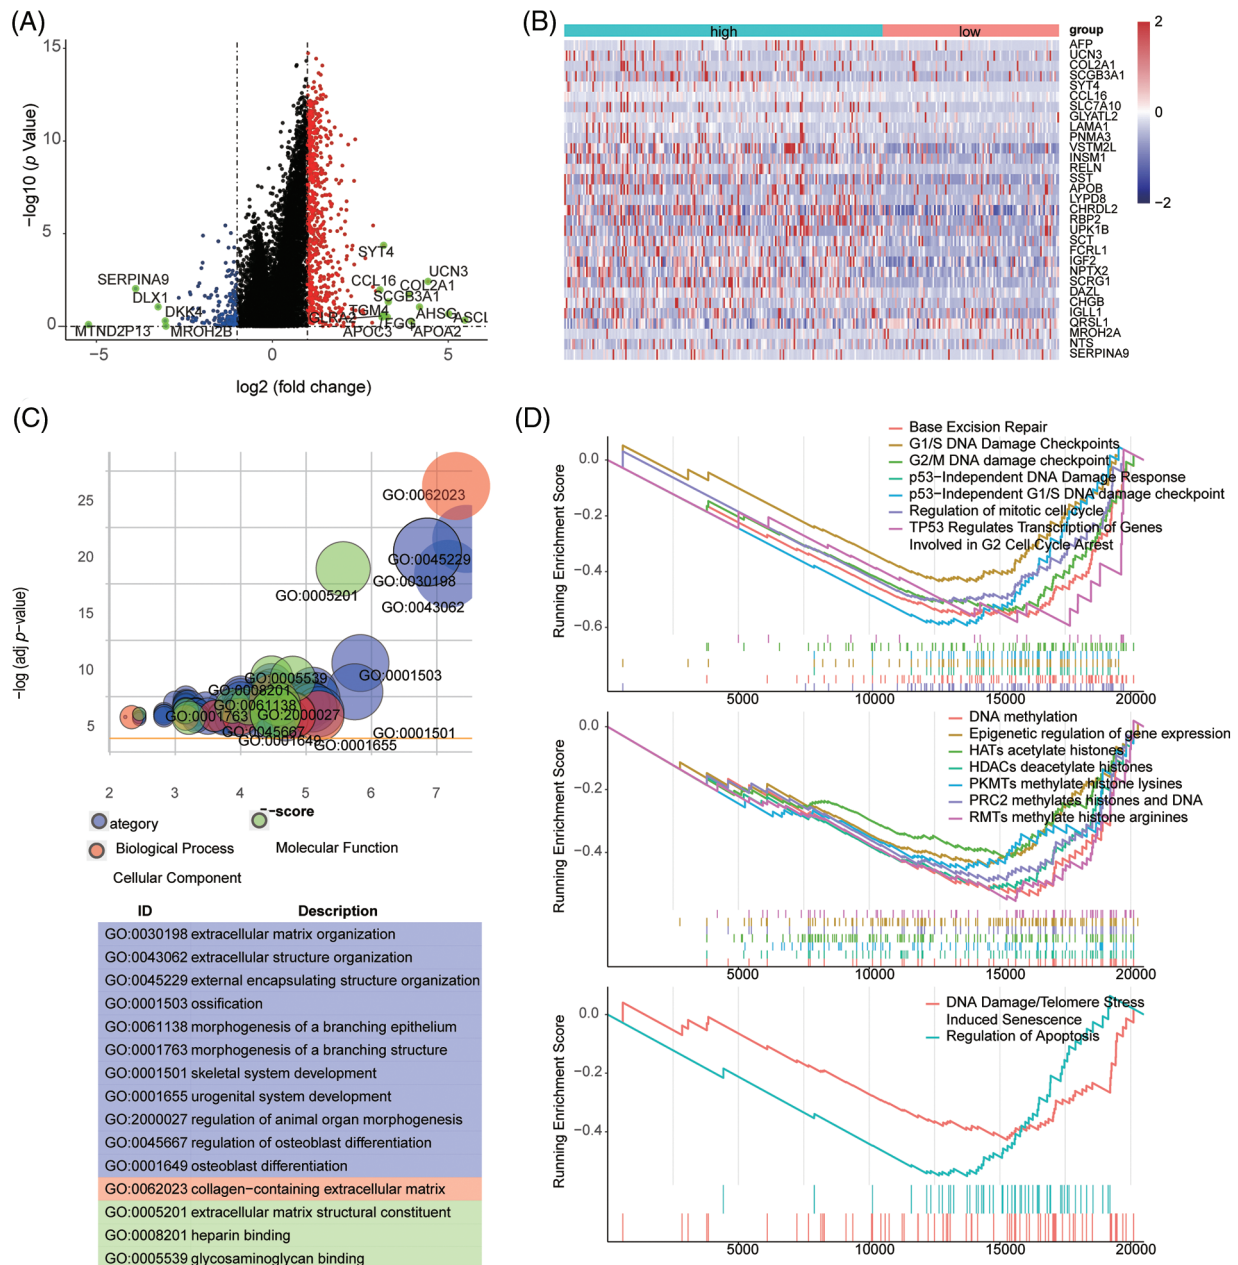 (A)
15
10
5
0
−log10 (p Value)
SYT4
UCN3
CCL16
COL2A1
SCGB3A1
SERPINA9
DLX1
DKK4
TGM4
AHSG
MTND2P13
MROH2B
APOC3
APOA2
−5
0
5
log2 (fold change)
(B)
high
low
group
AFP
UCN3
COL2A1
SCGB3A1
SYT4
CCL16
SLC7A10
GLYATL2
LAMA1
PNMA3
VSTM2L
INSM1
RELN
SST
APOB
LYPD8
CHRDL2
RBP2
UPK1B
SCT
FCRL1
IGF2
NPTX2
SCRG1
DAZL
CHGB
IGLL1
QRSL1
MROH2A
NTS
SERPINA9
2
1
0
−1
−2
(C)
25
20
15
10
5
−log (adj p−value)
GO:0062023
GO:0045229
GO:0030198
GO:0005201
GO:0043062
GO:0005539
GO:0001503
GO:0008201
GO:0061138
GO:0001763
GO:2000027
GO:0045667
GO:0001501
GO:0001649
GO:0001655
2
3
4
5
6
7
−score
ategory
Biological Process
Molecular Function
Cellular Component
ID Description
GO:0030198 extracellular matrix organization
GO:0043062 extracellular structure organization
GO:0045229 external encapsulating structure organization
GO:0001503 ossification
GO:0061138 morphogenesis of a branching epithelium
GO:0001763 morphogenesis of a branching structure
GO:0001501 skeletal system development
GO:0001655 urogenital system development
GO:2000027 regulation of animal organ morphogenesis
GO:0045667 regulation of osteoblast differentiation
GO:0001649 osteoblast differentiation
GO:0062023 collagen−containing extracellular matrix
GO:0005201 extracellular matrix structural constituent
GO:0008201 heparin binding
GO:0005539 glycosaminoglycan binding
(D)
Base Excision Repair
G1/S DNA Damage Checkpoints
G2/M DNA damage checkpoint
p53−Independent DNA Damage Response
p53−Independent G1/S DNA damage checkpoint
Regulation of mitotic cell cycle
TP53 Regulates Transcription of Genes
Involved in G2 Cell Cycle Arrest
Running Enrichment Score
0.0
−0.2
−0.4
−0.6
5000
10000
15000
20000
DNA methylation
Epigenetic regulation of gene expression
HATs acetylate histones
HDACs deacetylate histones
PKMTs methylate histone lysines
PRC2 methylates histones and DNA
RMTs methylate histone arginines
Running Enrichment Score
0.0
−0.2
−0.4
5000
10000
15000
20000
DNA Damage/Telomere Stress
Induced Senescence
Regulation of Apoptosis
Running Enrichment Score
0.0
−0.2
−0.4
5000
10000
15000
20000